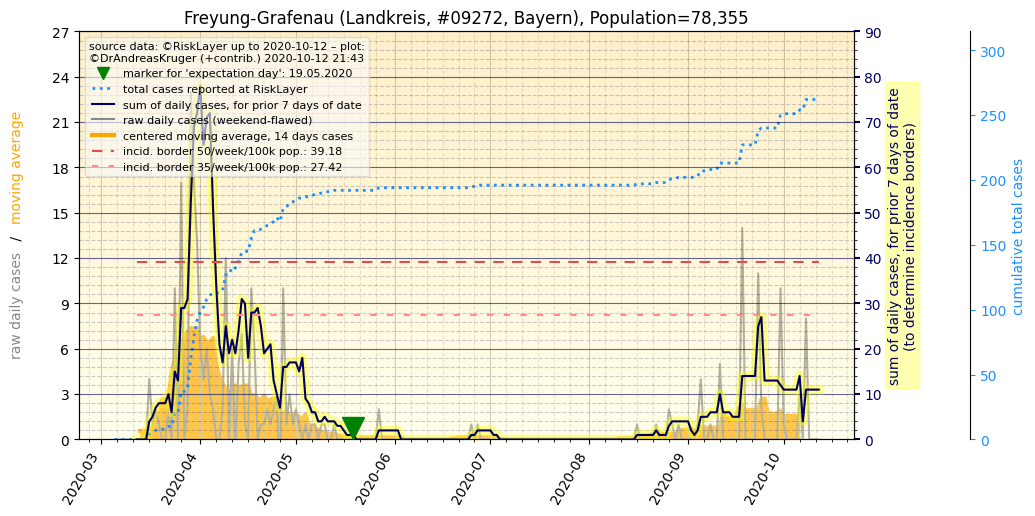 Freyung-Grafenau (Landkreis, #09272, Bayern), Population=78,355
source data: ©RiskLayer up to 2020-10-12 – plot:
©DrAndreasKruger (+contrib.) 2020-10-12 21:43
marker for 'expectation day': 19.05.2020
total cases reported at RiskLayer
sum of daily cases, for prior 7 days of date
raw daily cases (weekend-flawed)
centered moving average, 14 days cases
incid. border 50/week/100k pop.: 39.18
incid. border 35/week/100k pop.: 27.42
raw daily cases / moving average
27
24
21
18
15
12
9
6
3
0
90
80
70
60
50
40
30
20
10
0
sum of daily cases, for prior 7 days of date
(to determine incidence borders)
300
250
200
150
100
50
0
cumulative total cases
2020-03
2020-04
2020-05
2020-06
2020-07
2020-08
2020-09
2020-10